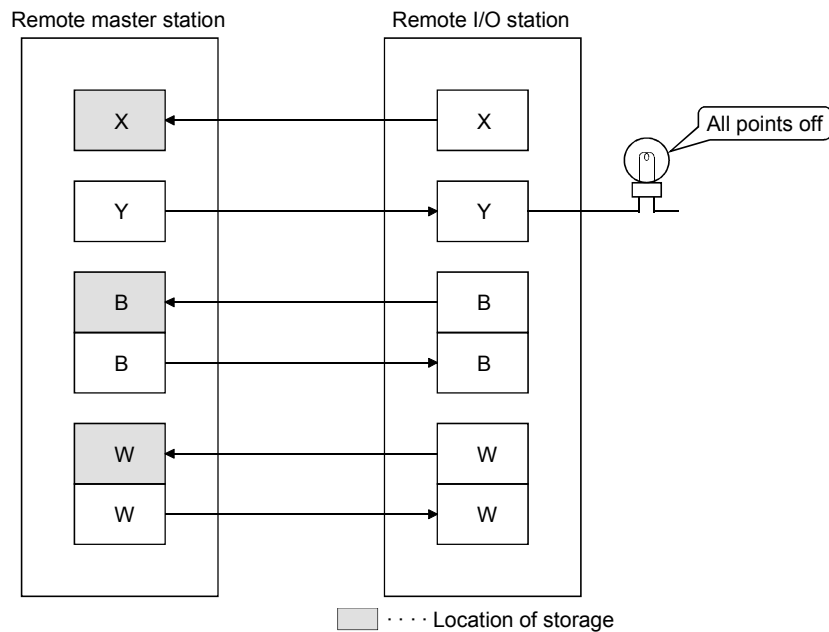 Remote master station
Remote I/O station
X
X
All points off
Y
Y
B
B
B
B
W
W
W
W
· · · · Location of storage